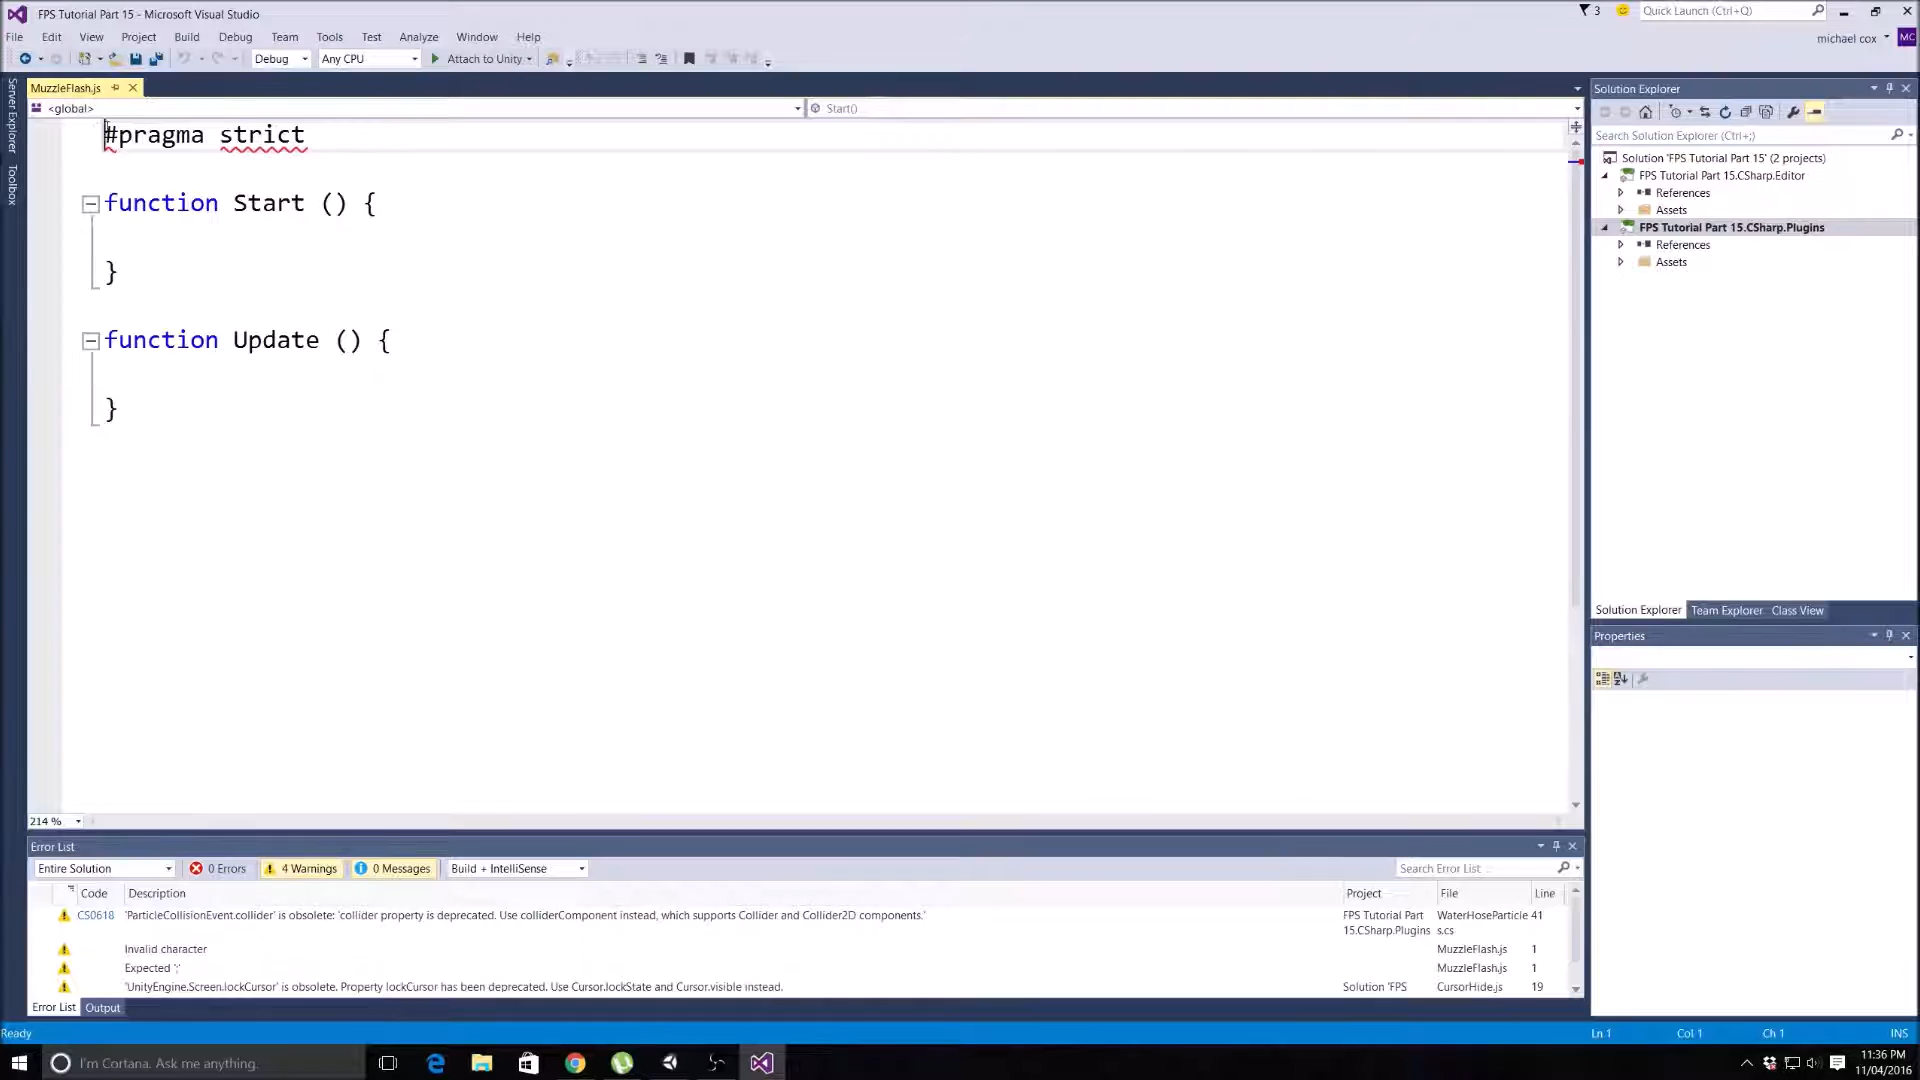 FPS Tutorial Part 15 - Microsoft Visual Studio
3
Quick Launch (Ctrl+Q)
File Edit View Project Build Debug Team Tools Test Analyze Window Help
michael cox MC
Debug Any CPU Attach to Unity
Server Explorer
Toolbox
MuzzleFlash.js
<global> Start()
#pragma strict
function Start () {
}
function Update () {
}
214 %
Solution Explorer
Search Solution Explorer (Ctrl+;)
Solution 'FPS Tutorial Part 15' (2 projects)
FPS Tutorial Part 15.CSharp.Editor
References
Assets
FPS Tutorial Part 15.CSharp.Plugins
References
Assets
Solution Explorer Team Explorer Class View
Properties
Error List
Entire Solution 0 Errors 4 Warnings 0 Messages Build + IntelliSense Search Error List
Code Description Project File Line
CS0618 'ParticleCollisionEvent.collider' is obsolete: 'collider property is deprecated. Use colliderComponent instead, which supports Collider and Collider2D components.' FPS Tutorial Part WaterHoseParticle 41
15.CSharp.Plugins s.cs
Invalid character MuzzleFlash.js 1
Expected ';' MuzzleFlash.js 1
'UnityEngine.Screen.lockCursor' is obsolete. Property lockCursor has been deprecated. Use Cursor.lockState and Cursor.visible instead. Solution 'FPS CursorHide.js 19
Error List Output
Ready Ln 1 Col 1 Ch 1 INS
I'm Cortana. Ask me anything.
11:36 PM
11/04/2016